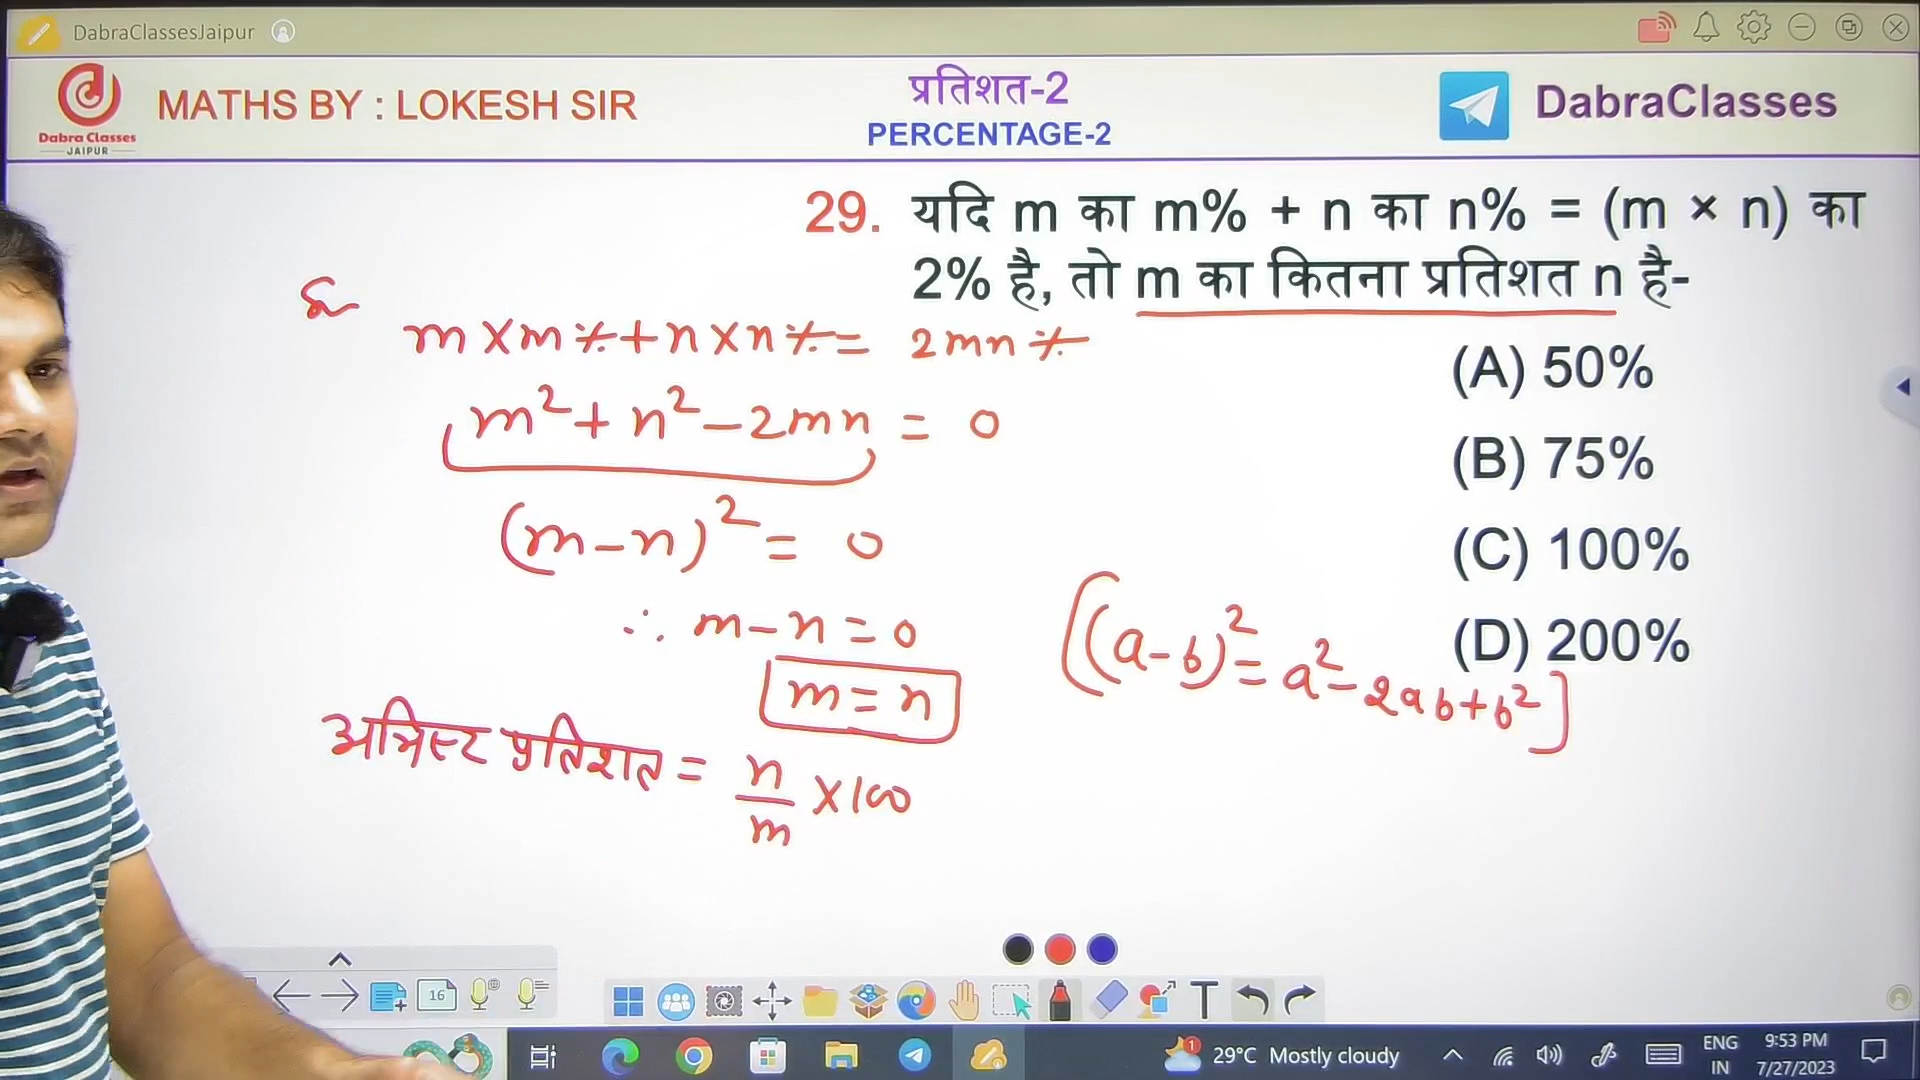 DabraClassesJaipur
Dabra Classes
JAIPUR
MATHS BY : LOKESH SIR
प्रतिशत-2
PERCENTAGE-2
DabraClasses
29. यदि m का m% + n का n% = (m × n) का
2% है, तो m का कितना प्रतिशत n है-
(A) 50%
(B) 75%
(C) 100%
(D) 200%
m × m % + n × n % = 2mn %
m² + n² - 2mn = 0
(m-n)² = 0
∴ m-n=0
m = n
[(a-b)² = a² - 2ab + b²]
प्रतिशत = n/m × 100
16
1
29°C Mostly cloudy
ENG
IN
9:53 PM
7/27/2023